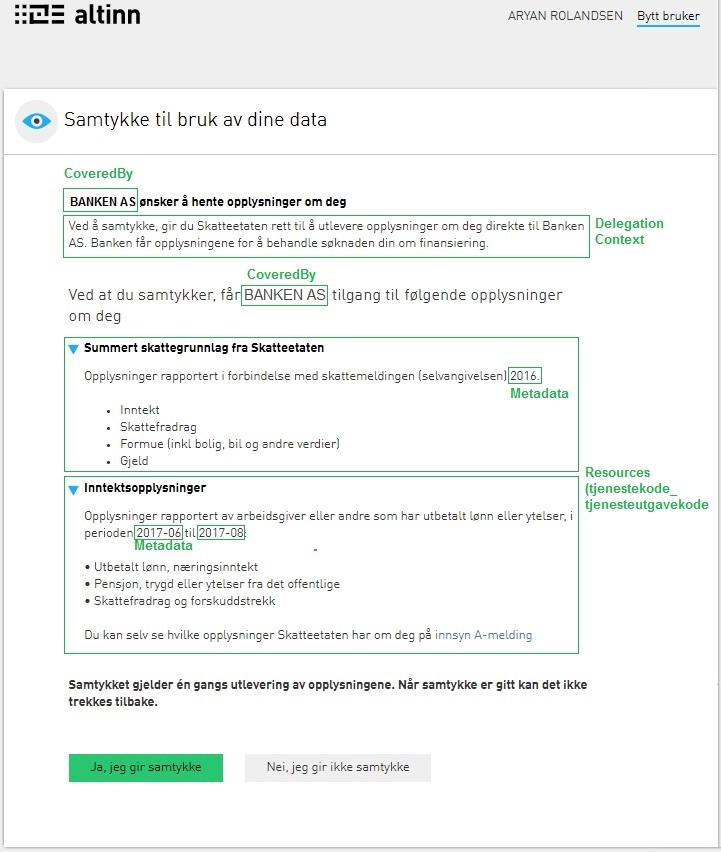 altinn
ARYAN ROLANDSEN Bytt bruker
Samtykke til bruk av dine data
CoveredBy
BANKEN AS ønsker å hente opplysninger om deg
Ved å samtykke, gir du Skatteetaten rett til å utlevere opplysninger om deg direkte til Banken
AS. Banken får opplysningene for å behandle søknaden din om finansiering.
Delegation
Context
CoveredBy
Ved at du samtykker, får BANKEN AS tilgang til følgende opplysninger
om deg
Summert skattegrunnlag fra Skatteetaten
Opplysninger rapportert i forbindelse med skattemeldingen (selvangivelsen) 2016.
Metadata
• Inntekt
• Skattefradrag
• Formue (inkl bolig, bil og andre verdier)
• Gjeld
Resources
(tjenestekode_
tjenesteutgavekode
Inntektsopplysninger
Opplysninger rapportert av arbeidsgiver eller andre som har utbetalt lønn eller ytelser, i
perioden 2017-06 til 2017-08:
Metadata
• Utbetalt lønn, næringsinntekt
• Pensjon, trygd eller ytelser fra det offentlige
• Skattefradrag og forskuddstrekk
Du kan selv se hvilke opplysninger Skatteetaten har om deg på innsyn A-melding
Samtykket gjelder én gangs utlevering av opplysningene. Når samtykke er gitt kan det ikke
trekkes tilbake.
Ja, jeg gir samtykke Nei, jeg gir ikke samtykke